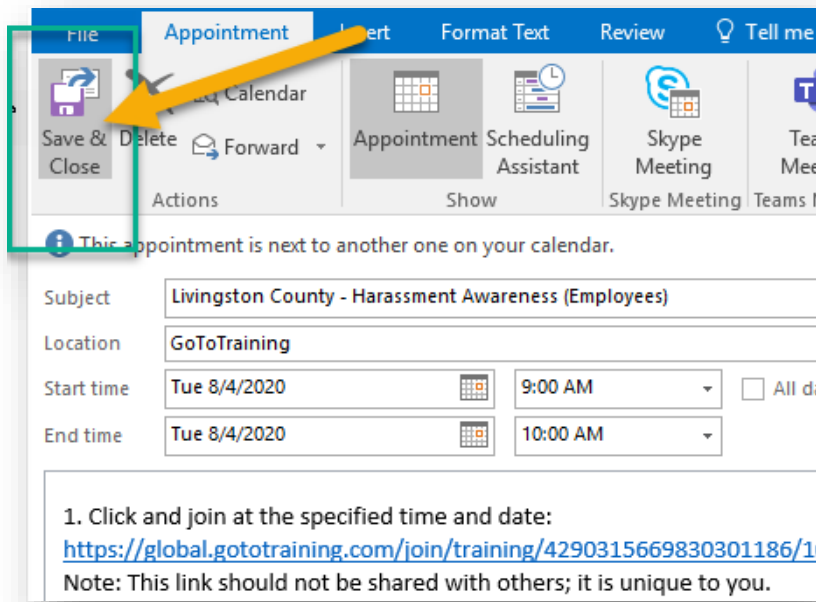 File Appointment Insert Format Text Review Tell me
Save & Close Delete Calendar Forward Appointment Scheduling Assistant Skype Meeting
Actions Show Skype Meeting Teams
This appointment is next to another one on your calendar.
Subject Livingston County - Harassment Awareness (Employees)
Location GoToTraining
Start time Tue 8/4/2020 9:00 AM All
End time Tue 8/4/2020 10:00 AM
1. Click and join at the specified time and date:
https://global.gototraining.com/join/training/4290315669830301186/1
Note: This link should not be shared with others; it is unique to you.